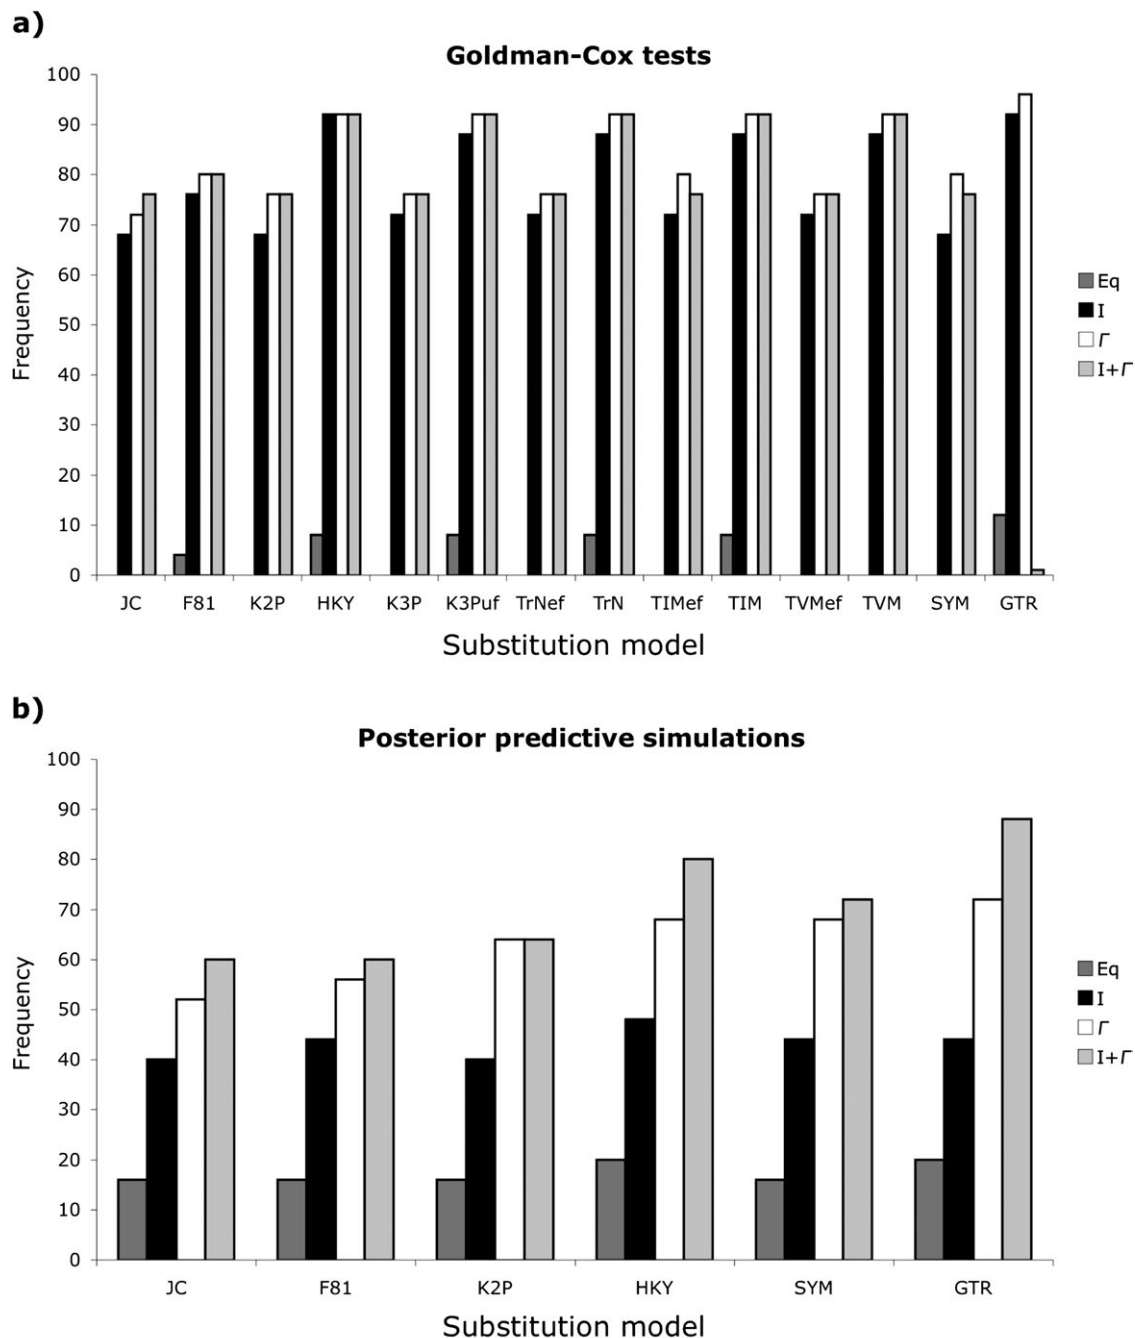 a)
Goldman-Cox tests
100
90
80
70
60
50
40
30
20
10
0
Frequency
JC F81 K2P HKY K3P K3Puf TrNef TrN TIMef TIM TVMef TVM SYM GTR
Substitution model
Eq
I
Γ
I+Γ
b)
Posterior predictive simulations
100
90
80
70
60
50
40
30
20
10
0
Frequency
JC F81 K2P HKY SYM GTR
Substitution model
Eq
I
Γ
I+Γ